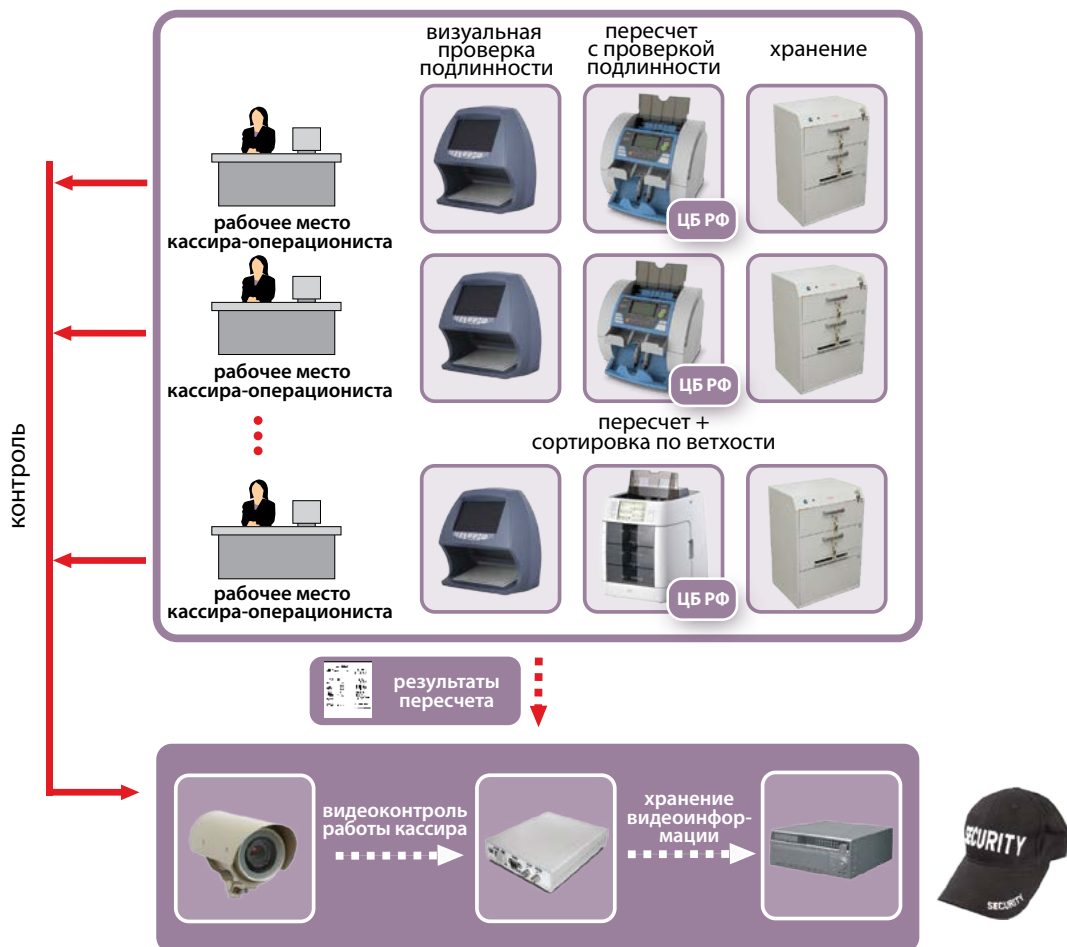 визуальная
проверка
подлинности
пересчет
с проверкой
подлинности
хранение
рабочее место
кассира-операциониста
ЦБ РФ
рабочее место
кассира-операциониста
ЦБ РФ
пересчет +
сортировка по ветхости
рабочее место
кассира-операциониста
ЦБ РФ
контроль
результаты
пересчета
видеоконтроль
работы кассира
хранение
видеоинфор-
мации
SECURITY
SECURITY